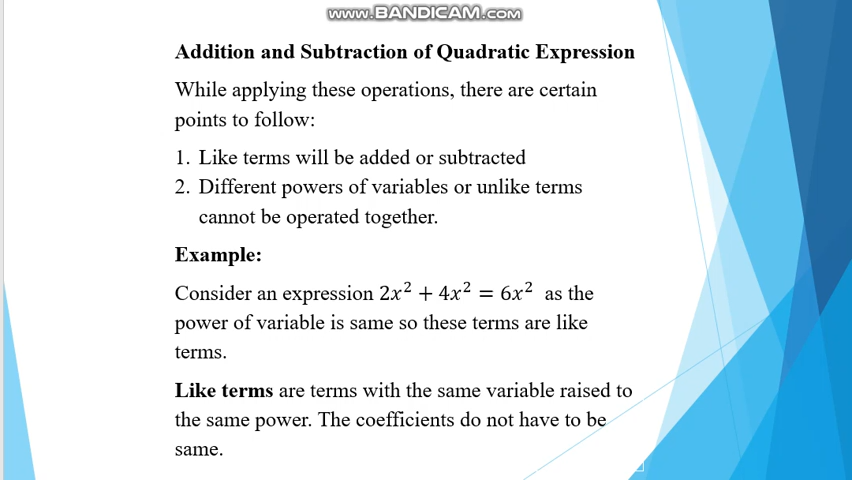 www.BANDICAM.com
Addition and Subtraction of Quadratic Expression
While applying these operations, there are certain
points to follow:
1. Like terms will be added or subtracted
2. Different powers of variables or unlike terms
cannot be operated together.
Example:
Consider an expression 2x² + 4x² = 6x² as the
power of variable is same so these terms are like
terms.
Like terms are terms with the same variable raised to
the same power. The coefficients do not have to be
same.